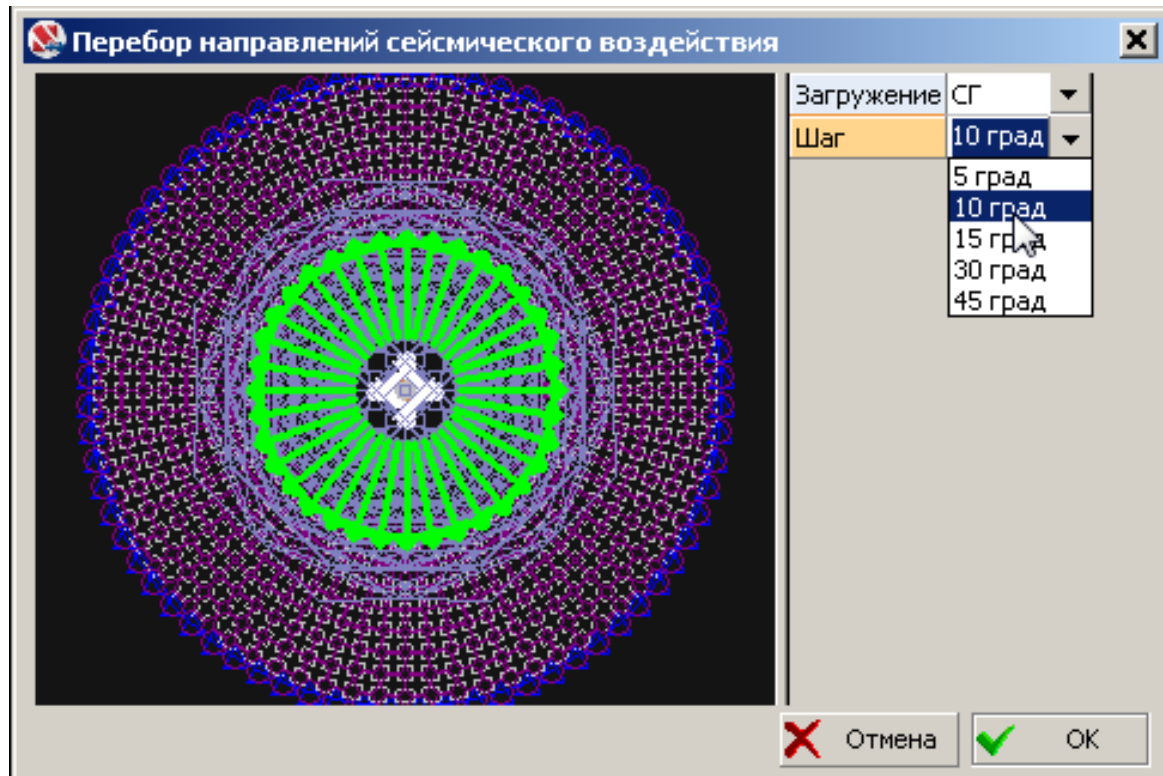 Перебор направлений сейсмического воздействия
Загружение СГ
Шаг 10 град
5 град
10 град
15 град
30 град
45 град
Отмена OK